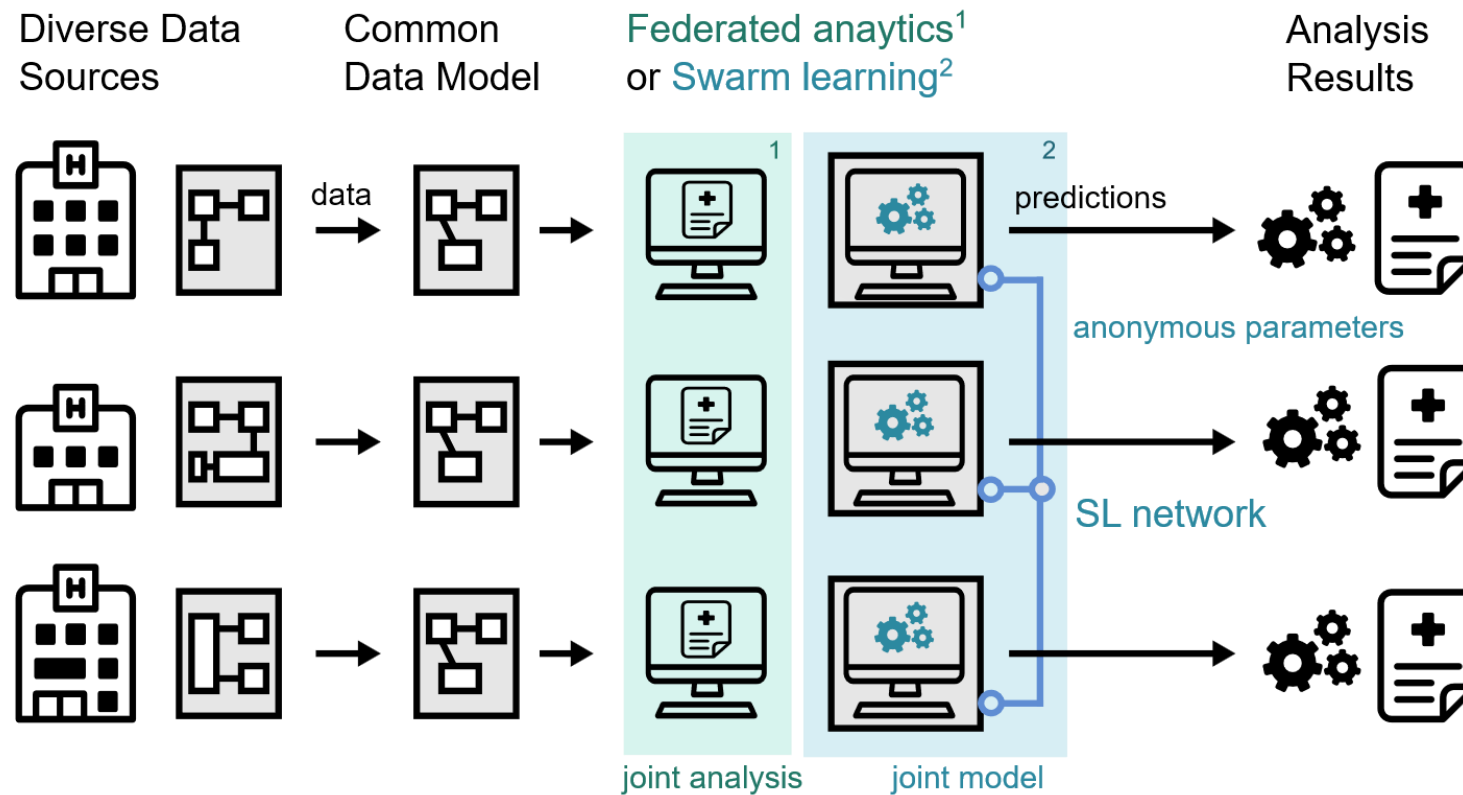 Diverse Data
Sources
Common
Data Model
Federated anaytics¹
or Swarm learning²
Analysis
Results
H
data
1
2
predictions
anonymous parameters
H
SL network
H
joint analysis
joint model